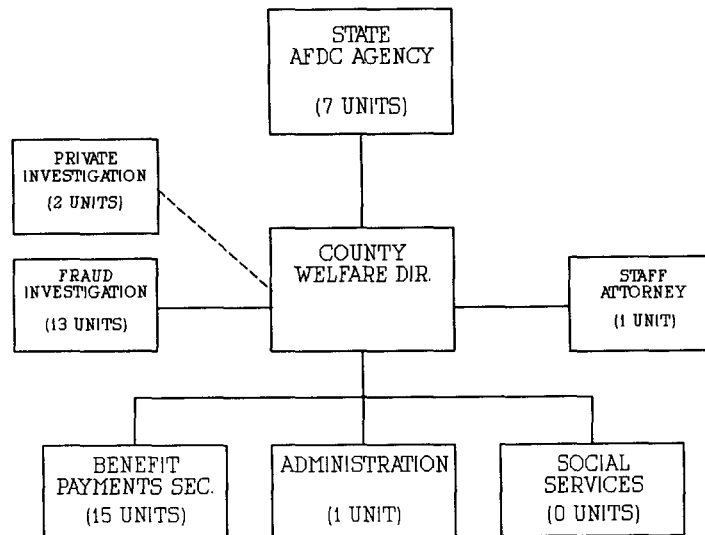 STATE
AFDC AGENCY
(7 UNITS)
PRIVATE
INVESTIGATION
(2 UNITS)
COUNTY
WELFARE DIR.
FRAUD
INVESTIGATION
(13 UNITS)
STAFF
ATTORNEY
(1 UNIT)
BENEFIT
PAYMENTS SEC.
(15 UNITS)
ADMINISTRATION
(1 UNIT)
SOCIAL
SERVICES
(0 UNITS)